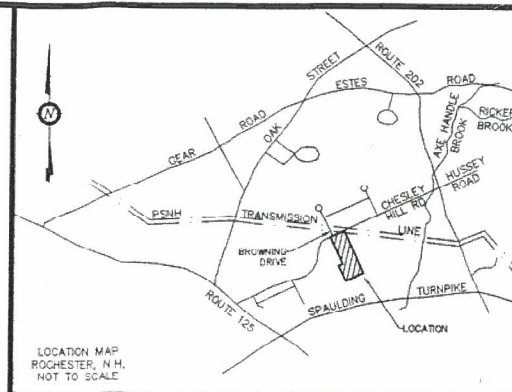 N
ROUTE 202
STREET
ESTES
ROAD
ROAD
OAK
GEAR
AXE HANDLE
BROOK
RICKER
BROOK
HUSSEY
ROAD
CHESLEY
HILL RD
PSNH
TRANSMISSION
LINE
BROWNING
DRIVE
ROUTE 125
SPAULDING
TURNPIKE
LOCATION
LOCATION MAP
ROCHESTER, N.H.
NOT TO SCALE